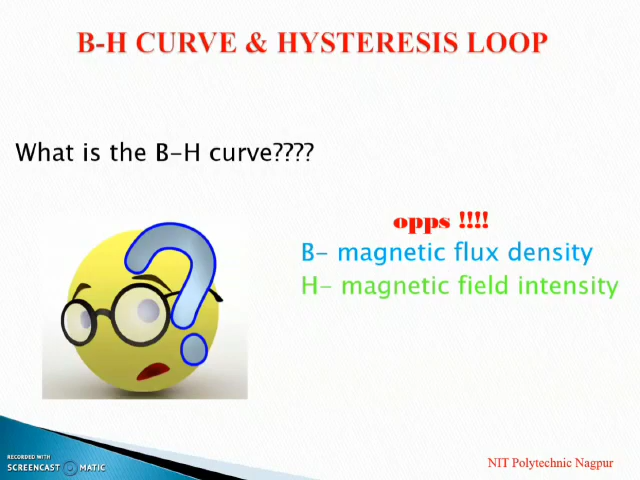 B-H CURVE & HYSTERESIS LOOP
What is the B-H curve????
opps !!!!
B- magnetic flux density
H- magnetic field intensity
RECORDED WITH
SCREENCAST MATIC
NIT Polytechnic Nagpur